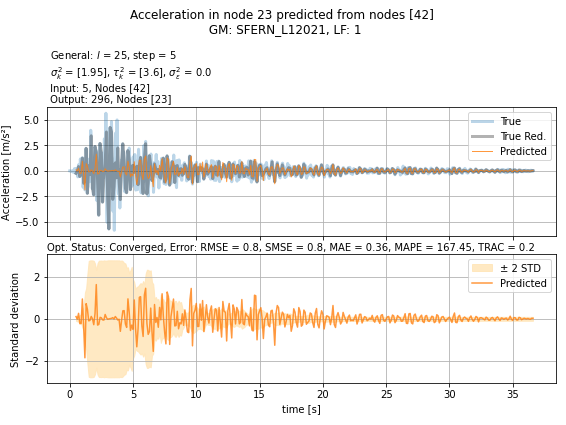 Acceleration in node 23 predicted from nodes [42]
GM: SFERN_L12021, LF: 1
General: l = 25, step = 5
σ²ₖ = [1.95], τ²ₖ = [3.6], σ²ε = 0.0
Input: 5, Nodes [42]
Output: 296, Nodes [23]
Acceleration [m/s²]
5.0
2.5
0.0
−2.5
−5.0
True
True Red.
Predicted
Opt. Status: Converged, Error: RMSE = 0.8, SMSE = 0.8, MAE = 0.36, MAPE = 167.45, TRAC = 0.2
Standard deviation
2
0
−2
± 2 STD
Predicted
0 5 10 15 20 25 30 35
time [s]